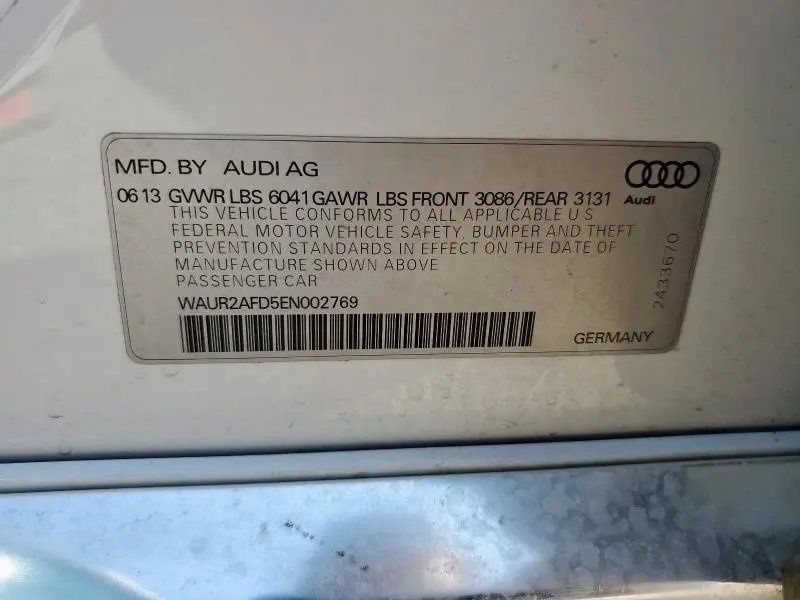 MFD. BY AUDI AG
0613 GVWR LBS 6041 GAWR LBS FRONT 3086/REAR 3131
Audi
THIS VEHICLE CONFORMS TO ALL APPLICABLE U.S
FEDERAL MOTOR VEHICLE SAFETY, BUMPER AND THEFT
PREVENTION STANDARDS IN EFFECT ON THE DATE OF
MANUFACTURE SHOWN ABOVE
PASSENGER CAR
2433670
WAUR2AFD5EN002769
GERMANY